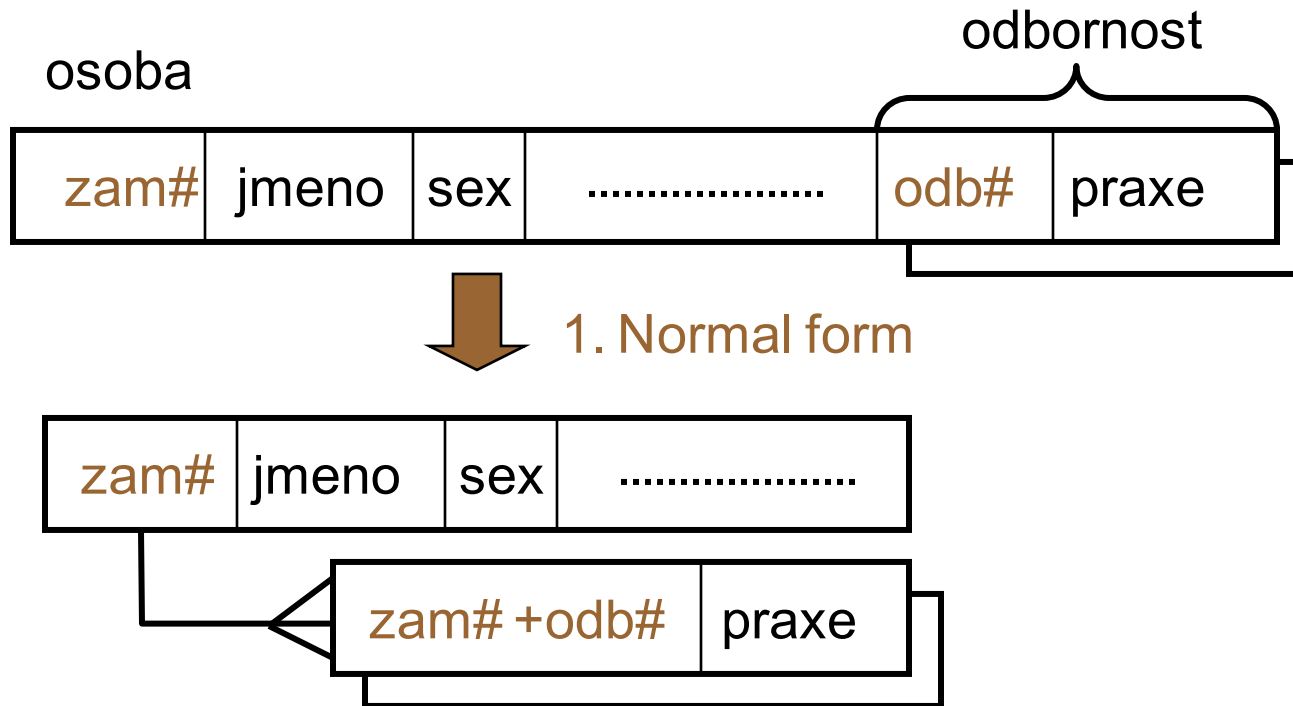 odbornost
osoba
zam# jmeno sex .................... odb# praxe
1. Normal form
zam# jmeno sex ....................
zam# +odb# praxe